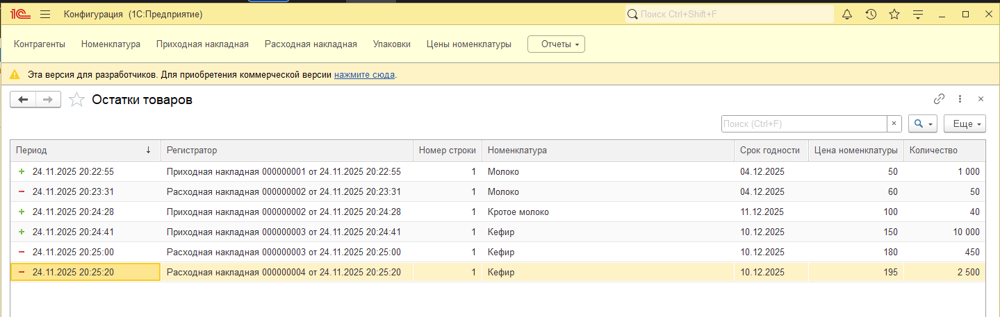 1С Конфигурация (1С:Предприятие) Поиск Ctrl+Shift+F
Контрагенты Номенклатура Приходная накладная Расходная накладная Упаковки Цены номенклатуры Отчеты
Эта версия для разработчиков. Для приобретения коммерческой версии нажмите сюда.
Остатки товаров
Поиск (Ctrl+F) × Еще
Период ↓ Регистратор Номер строки Номенклатура Срок годности Цена номенклатуры Количество
+ 24.11.2025 20:22:55 Приходная накладная 000000001 от 24.11.2025 20:22:55 1 Молоко 04.12.2025 50 1 000
− 24.11.2025 20:23:31 Расходная накладная 000000002 от 24.11.2025 20:23:31 1 Молоко 04.12.2025 60 50
+ 24.11.2025 20:24:28 Приходная накладная 000000002 от 24.11.2025 20:24:28 1 Кротое молоко 11.12.2025 100 40
+ 24.11.2025 20:24:41 Приходная накладная 000000003 от 24.11.2025 20:24:41 1 Кефир 10.12.2025 150 10 000
− 24.11.2025 20:25:00 Расходная накладная 000000003 от 24.11.2025 20:25:00 1 Кефир 10.12.2025 180 450
− 24.11.2025 20:25:20 Расходная накладная 000000004 от 24.11.2025 20:25:20 1 Кефир 10.12.2025 195 2 500